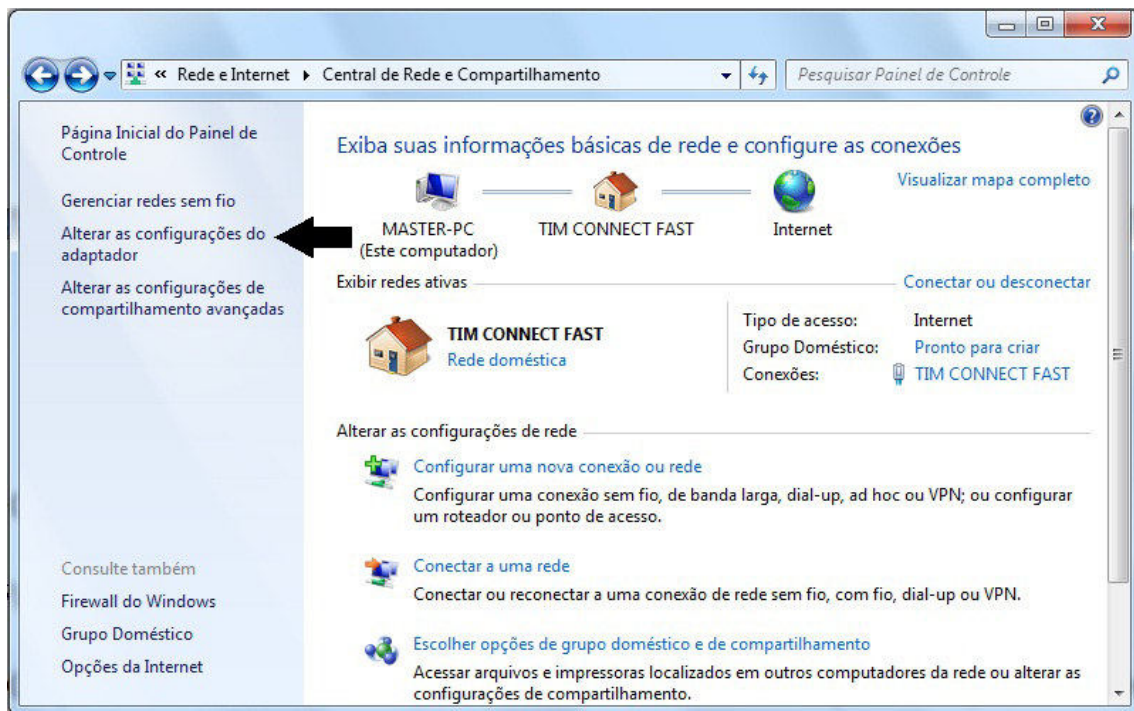 « Rede e Internet ▸ Central de Rede e Compartilhamento
Pesquisar Painel de Controle
Página Inicial do Painel de
Controle
Gerenciar redes sem fio
Alterar as configurações do
adaptador
Alterar as configurações de
compartilhamento avançadas
Consulte também
Firewall do Windows
Grupo Doméstico
Opções da Internet
Exiba suas informações básicas de rede e configure as conexões
Visualizar mapa completo
MASTER-PC
(Este computador)
TIM CONNECT FAST
Internet
Exibir redes ativas
Conectar ou desconectar
TIM CONNECT FAST
Rede doméstica
Tipo de acesso: Internet
Grupo Doméstico: Pronto para criar
Conexões: TIM CONNECT FAST
Alterar as configurações de rede
Configurar uma nova conexão ou rede
Configurar uma conexão sem fio, de banda larga, dial-up, ad hoc ou VPN; ou configurar
um roteador ou ponto de acesso.
Conectar a uma rede
Conectar ou reconectar a uma conexão de rede sem fio, com fio, dial-up ou VPN.
Escolher opções de grupo doméstico e de compartilhamento
Acessar arquivos e impressoras localizados em outros computadores da rede ou alterar as
configurações de compartilhamento.